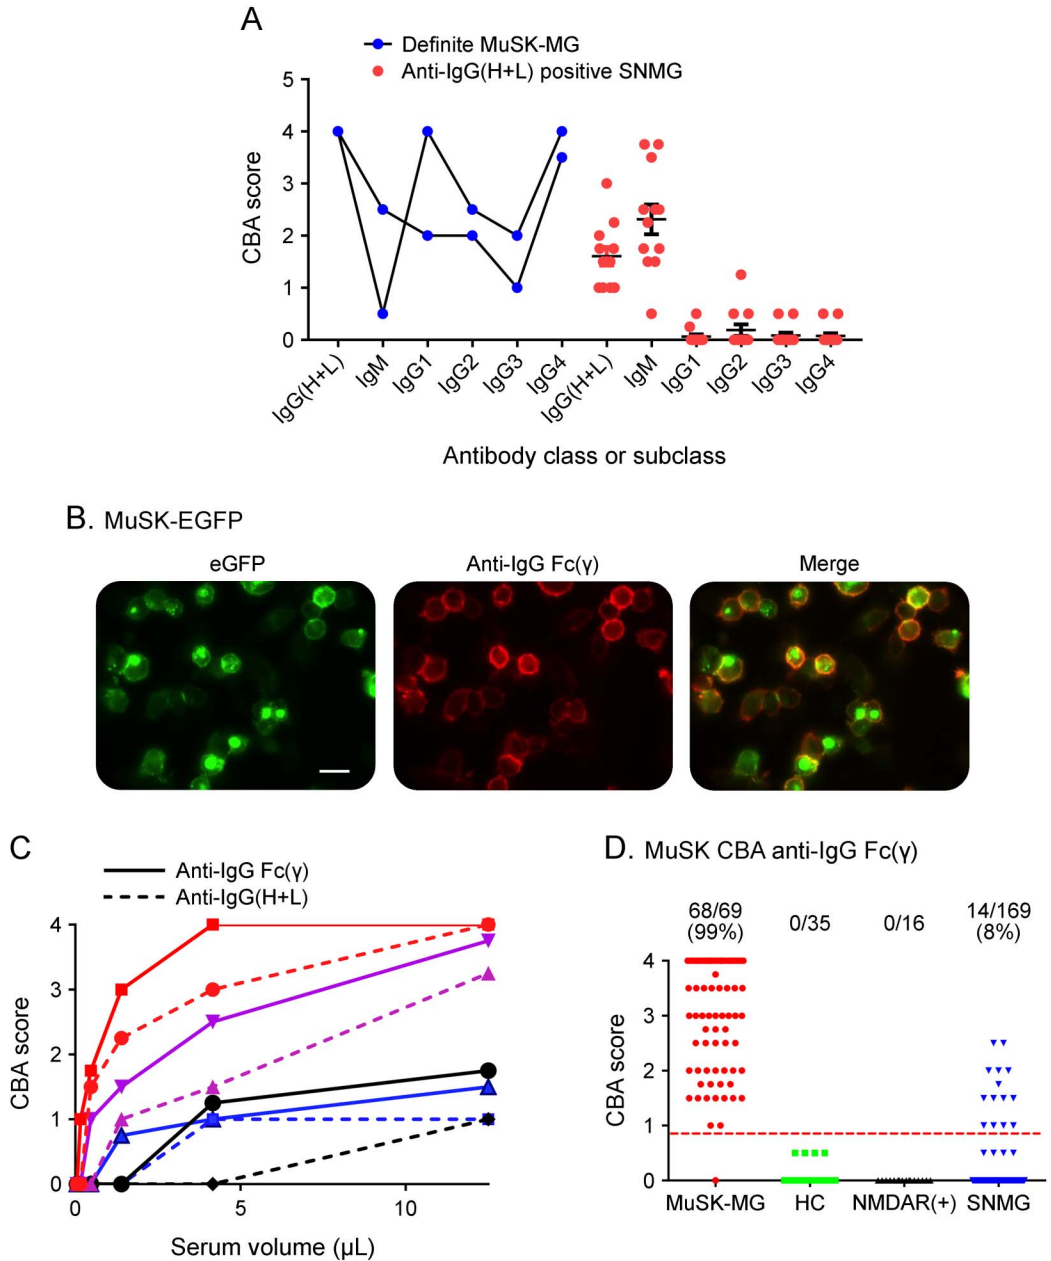 A
Definite MuSK-MG
Anti-IgG(H+L) positive SNMG
5
4
3
2
1
0
CBA score
IgG(H+L)
IgM
IgG1
IgG2
IgG3
IgG4
IgG(H+L)
IgM
IgG1
IgG2
IgG3
IgG4
Antibody class or subclass
B. MuSK-EGFP
eGFP
Anti-IgG Fc(γ)
Merge
C
Anti-IgG Fc(γ)
Anti-IgG(H+L)
4
3
2
1
0
CBA score
0
5
10
Serum volume (µL)
D. MuSK CBA anti-IgG Fc(γ)
68/69
(99%)
0/35
0/16
14/169
(8%)
4
3
2
1
0
CBA score
MuSK-MG
HC
NMDAR(+)
SNMG